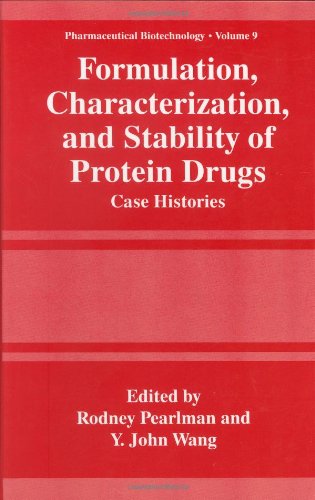 Pharmaceutical Biotechnology • Volume 9
Formulation,
Characterization,
and Stability of
Protein Drugs
Case Histories
Edited by
Rodney Pearlman and
Y. John Wang